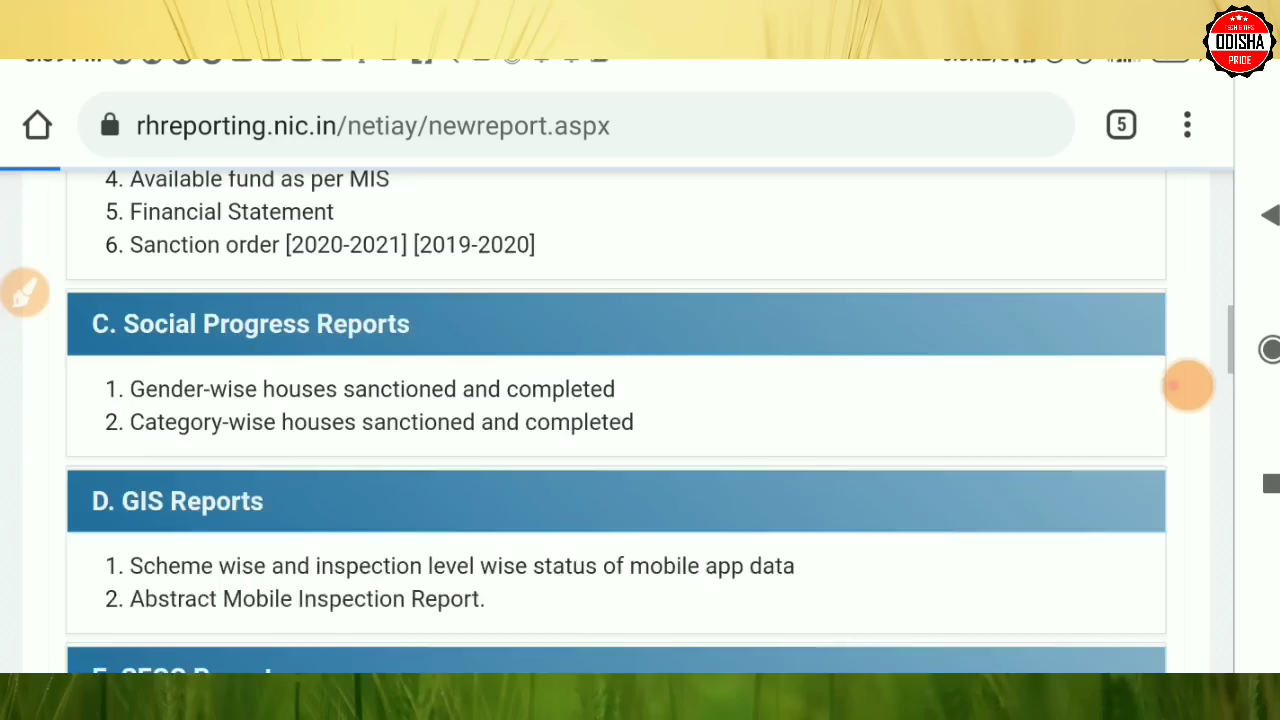 TECH & TIPS
ODISHA
PRIDE
rhreporting.nic.in/netiay/newreport.aspx
5
4. Available fund as per MIS
5. Financial Statement
6. Sanction order [2020-2021] [2019-2020]
C. Social Progress Reports
1. Gender-wise houses sanctioned and completed
2. Category-wise houses sanctioned and completed
D. GIS Reports
1. Scheme wise and inspection level wise status of mobile app data
2. Abstract Mobile Inspection Report.